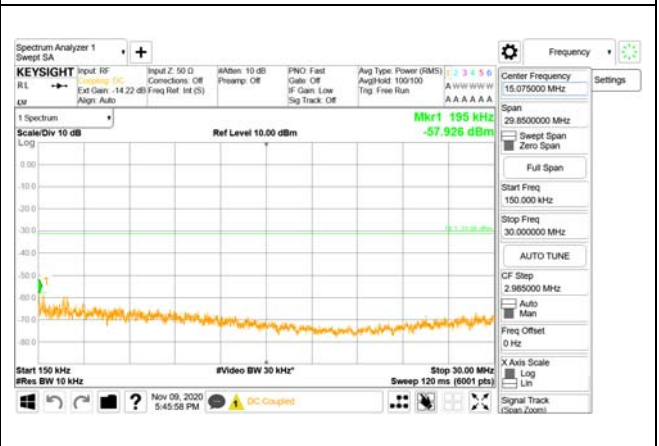 Spectrum Analyzer 1
Swept SA
Frequency
Settings
KEYSIGHT
RL
Input: RF
Coupling: DC
Ext Gain: -14.22 dB
Align: Auto
Input Z: 50 Ω
Corrections: Off
Freq Ref: Int (S)
#Atten: 10 dB
Preamp: Off
PNO: Fast
Gate: Off
IF Gain: Low
Sig Track: Off
Avg Type: Power (RMS)
Avg|Hold: 100/100
Trig: Free Run
1 2 3 4 5 6
A W W W W W
A A A A A A
1 Spectrum
Scale/Div 10 dB
Ref Level 10.00 dBm
Mkr1 195 kHz
-57.926 dBm
Log
0.00
-10.0
-20.0
-30.0
-40.0
-50.0
-60.0
-70.0
-80.0
Start 150 kHz
#Res BW 10 kHz
#Video BW 30 kHz*
Stop 30.00 MHz
Sweep 120 ms (6001 pts)
Center Frequency
15.075000 MHz
Span
29.8500000 MHz
Swept Span
Zero Span
Full Span
Start Freq
150.000 kHz
Stop Freq
30.000000 MHz
AUTO TUNE
CF Step
2.985000 MHz
Auto
Man
Freq Offset
0 Hz
X Axis Scale
Log
Lin
Signal Track
(Span Zoom)
Nov 09, 2020
5:45:58 PM
DC Coupled